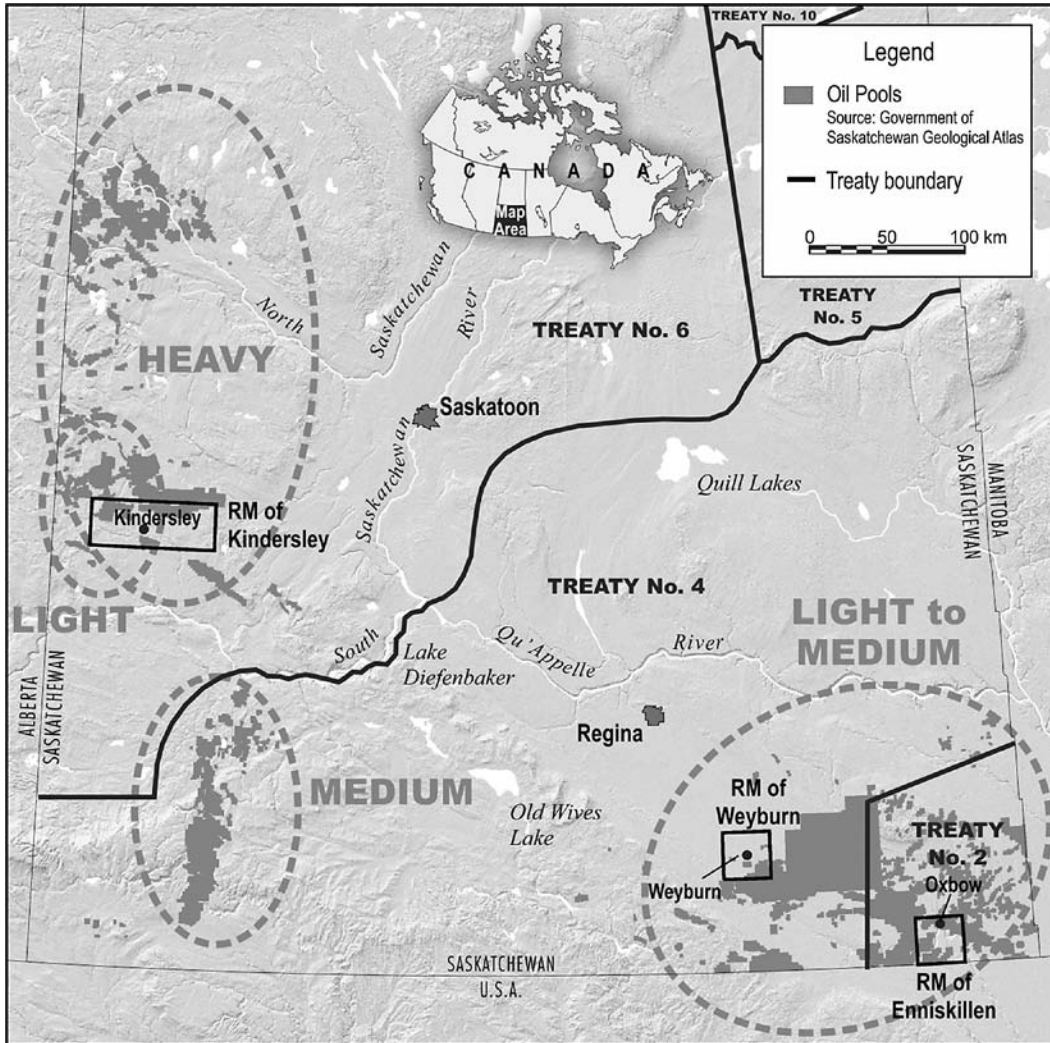 TREATY No. 10
Legend
Oil Pools
Source: Government of
Saskatchewan Geological Atlas
Treaty boundary
0 50 100 km
C A N A D A
Map
Area
North
Saskatchewan
River
TREATY No. 6
TREATY
No. 5
HEAVY
Saskatoon
Saskatchewan
Quill Lakes
SASKATCHEWAN
MANITOBA
Kindersley
RM of
Kindersley
TREATY No. 4
LIGHT
LIGHT to
MEDIUM
South
Lake
Diefenbaker
Qu'Appelle
River
Regina
ALBERTA
SASKATCHEWAN
MEDIUM
Old Wives
Lake
RM of
Weyburn
Weyburn
TREATY
No. 2
Oxbow
SASKATCHEWAN
U.S.A.
RM of
Enniskillen